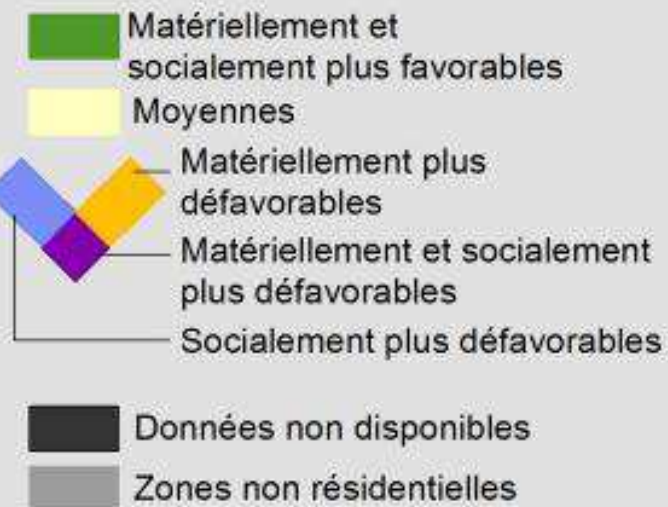 Matériellement et
socialement plus favorables
Moyennes
Matériellement plus
défavorables
Matériellement et socialement
plus défavorables
Socialement plus défavorables
Données non disponibles
Zones non résidentielles